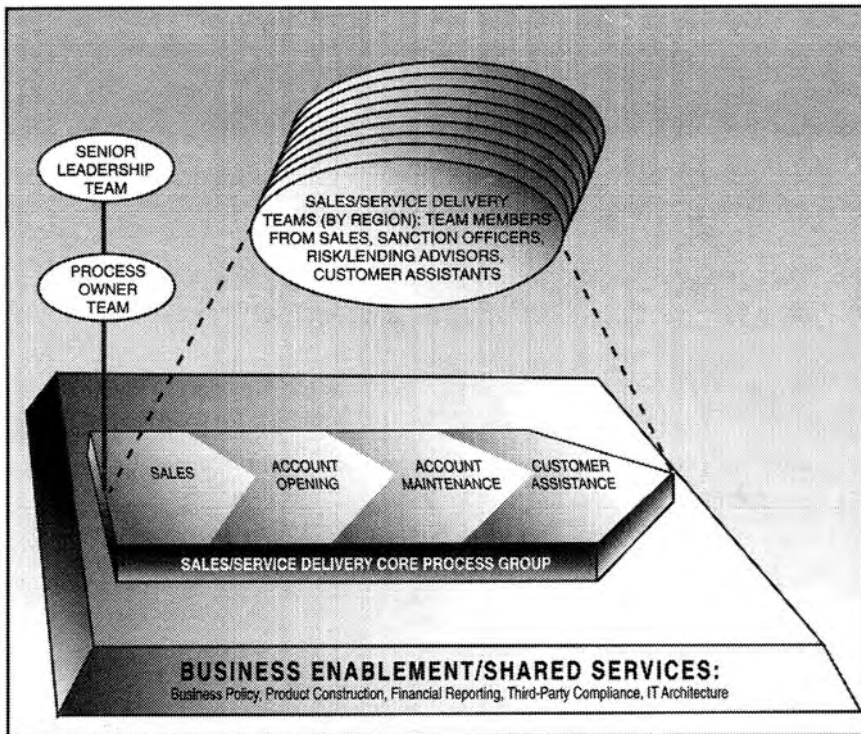 SENIOR
LEADERSHIP
TEAM
PROCESS
OWNER
TEAM
SALES/SERVICE DELIVERY
TEAMS (BY REGION): TEAM MEMBERS
FROM SALES, SANCTION OFFICERS,
RISK/LENDING ADVISORS,
CUSTOMER ASSISTANTS
SALES
ACCOUNT
OPENING
ACCOUNT
MAINTENANCE
CUSTOMER
ASSISTANCE
SALES/SERVICE DELIVERY CORE PROCESS GROUP
BUSINESS ENABLEMENT/SHARED SERVICES:
Business Policy, Product Construction, Financial Reporting, Third-Party Compliance, IT Architecture